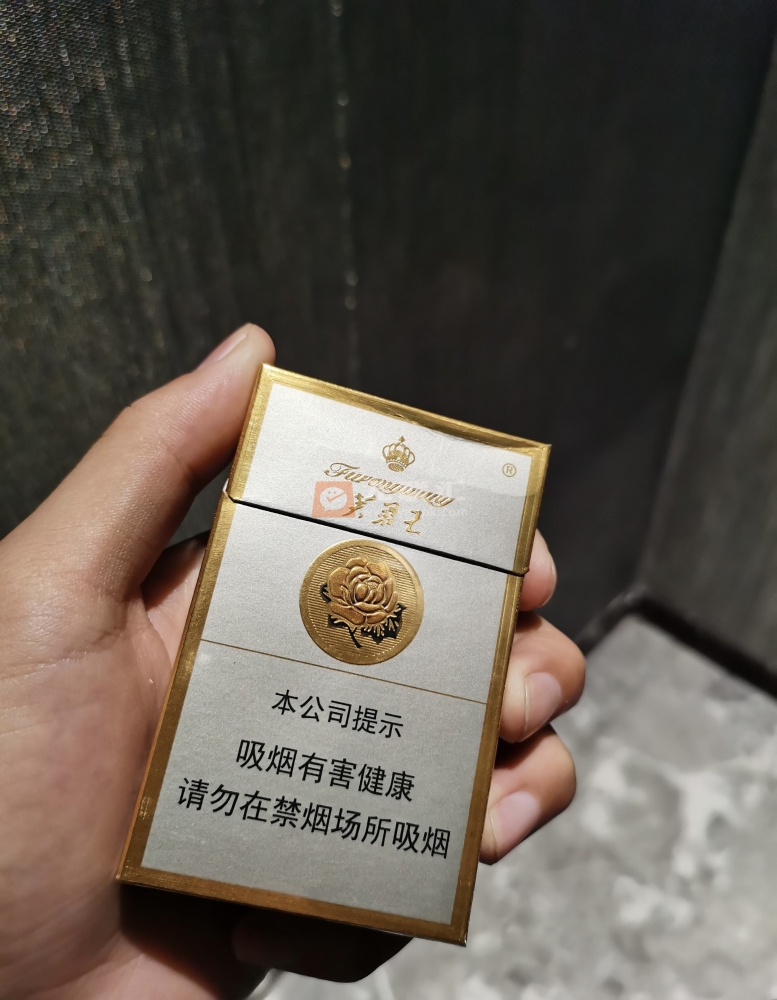 ®
Furongwang
芙蓉王
本公司提示
吸烟有害健康
请勿在禁烟场所吸烟